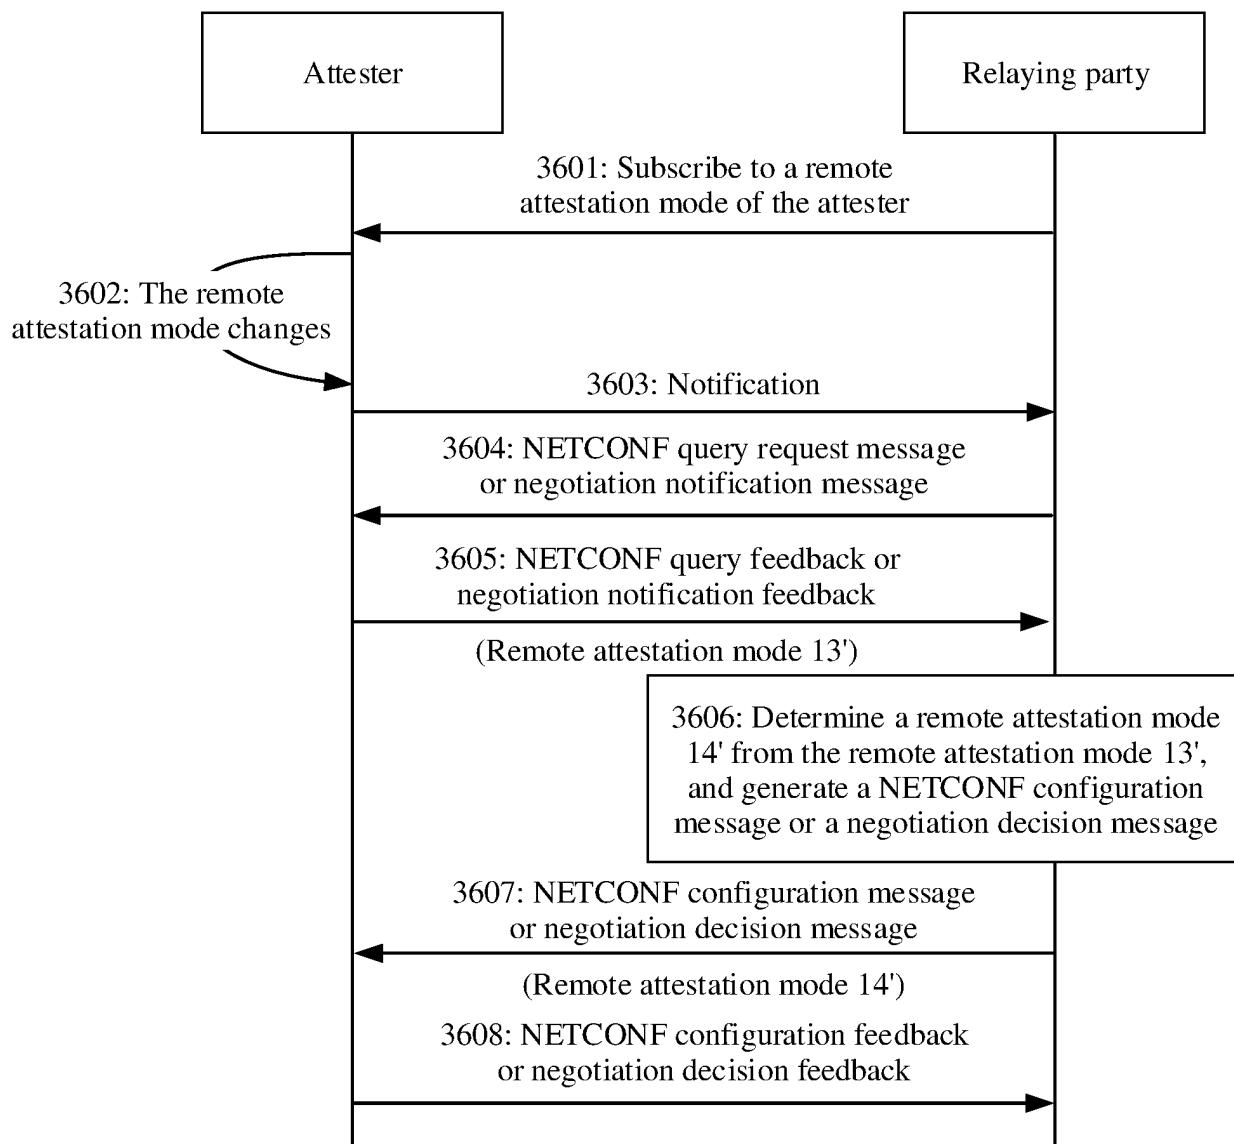 Attester
Relaying party
3601: Subscribe to a remote
attestation mode of the attester
3602: The remote
attestation mode changes
3603: Notification
3604: NETCONF query request message
or negotiation notification message
3605: NETCONF query feedback or
negotiation notification feedback
(Remote attestation mode 13')
3606: Determine a remote attestation mode
14' from the remote attestation mode 13',
and generate a NETCONF configuration
message or a negotiation decision message
3607: NETCONF configuration message
or negotiation decision message
(Remote attestation mode 14')
3608: NETCONF configuration feedback
or negotiation decision feedback